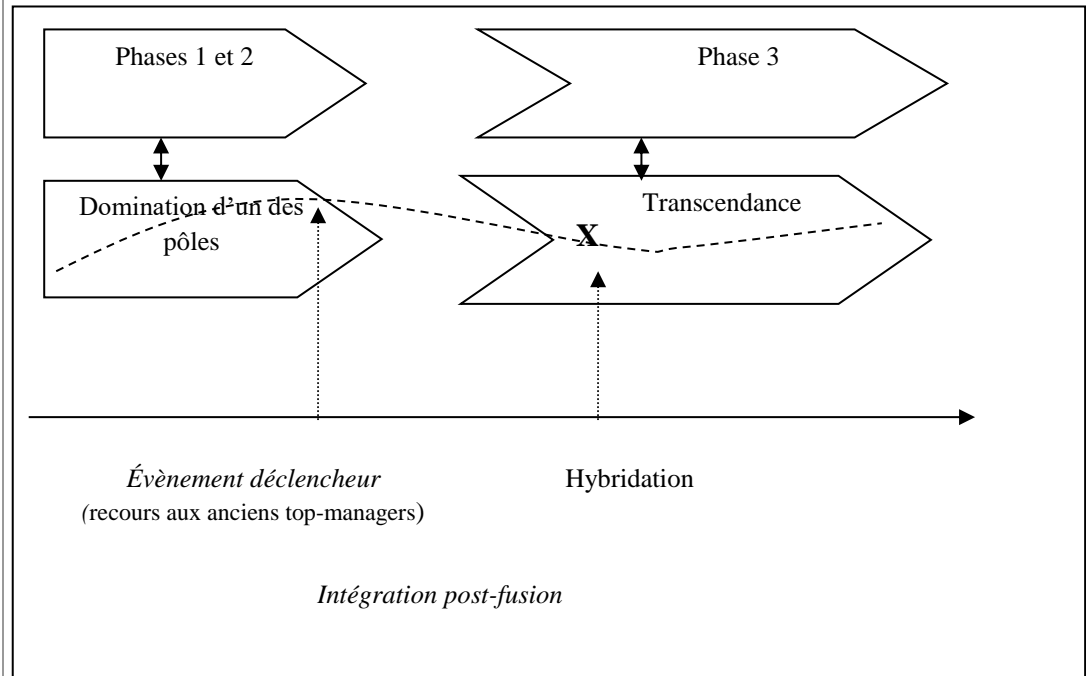 Phases 1 et 2
Phase 3
Domination d'un des
pôles
Transcendance
X
Évènement déclencheur
(recours aux anciens top-managers)
Hybridation
Intégration post-fusion